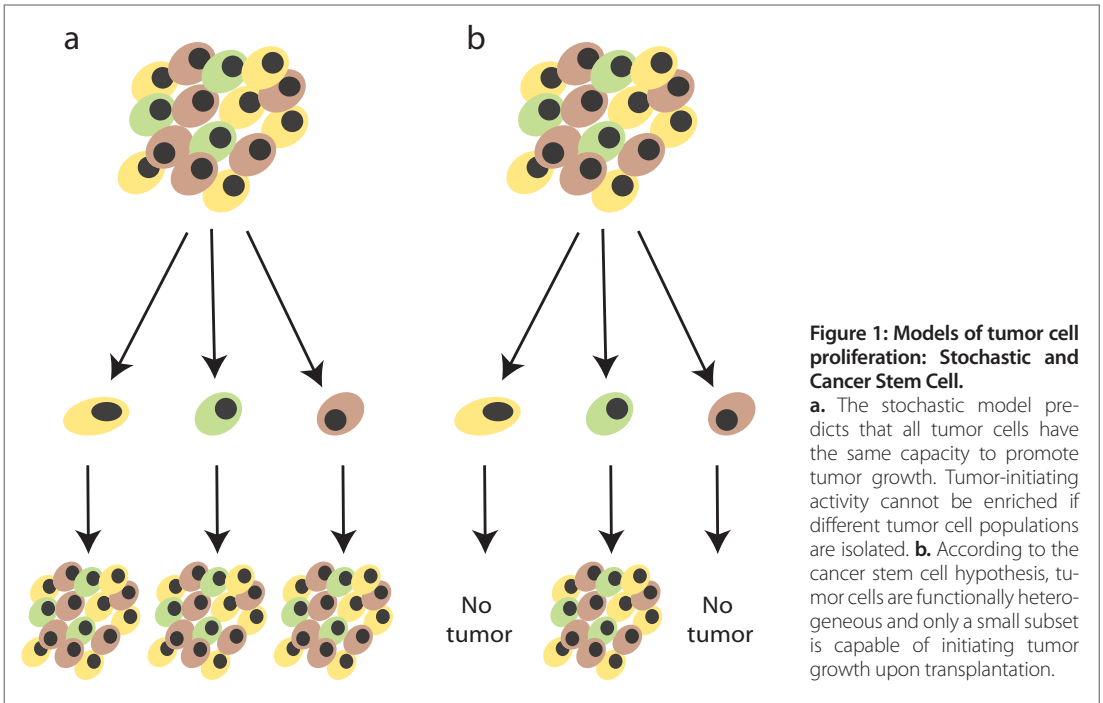 a
b
No
tumor
No
tumor
Figure 1: Models of tumor cell
proliferation: Stochastic and
Cancer Stem Cell.
a. The stochastic model pre-
dicts that all tumor cells have
the same capacity to promote
tumor growth. Tumor-initiating
activity cannot be enriched if
different tumor cell populations
are isolated. b. According to the
cancer stem cell hypothesis, tu-
mor cells are functionally hetero-
geneous and only a small subset
is capable of initiating tumor
growth upon transplantation.